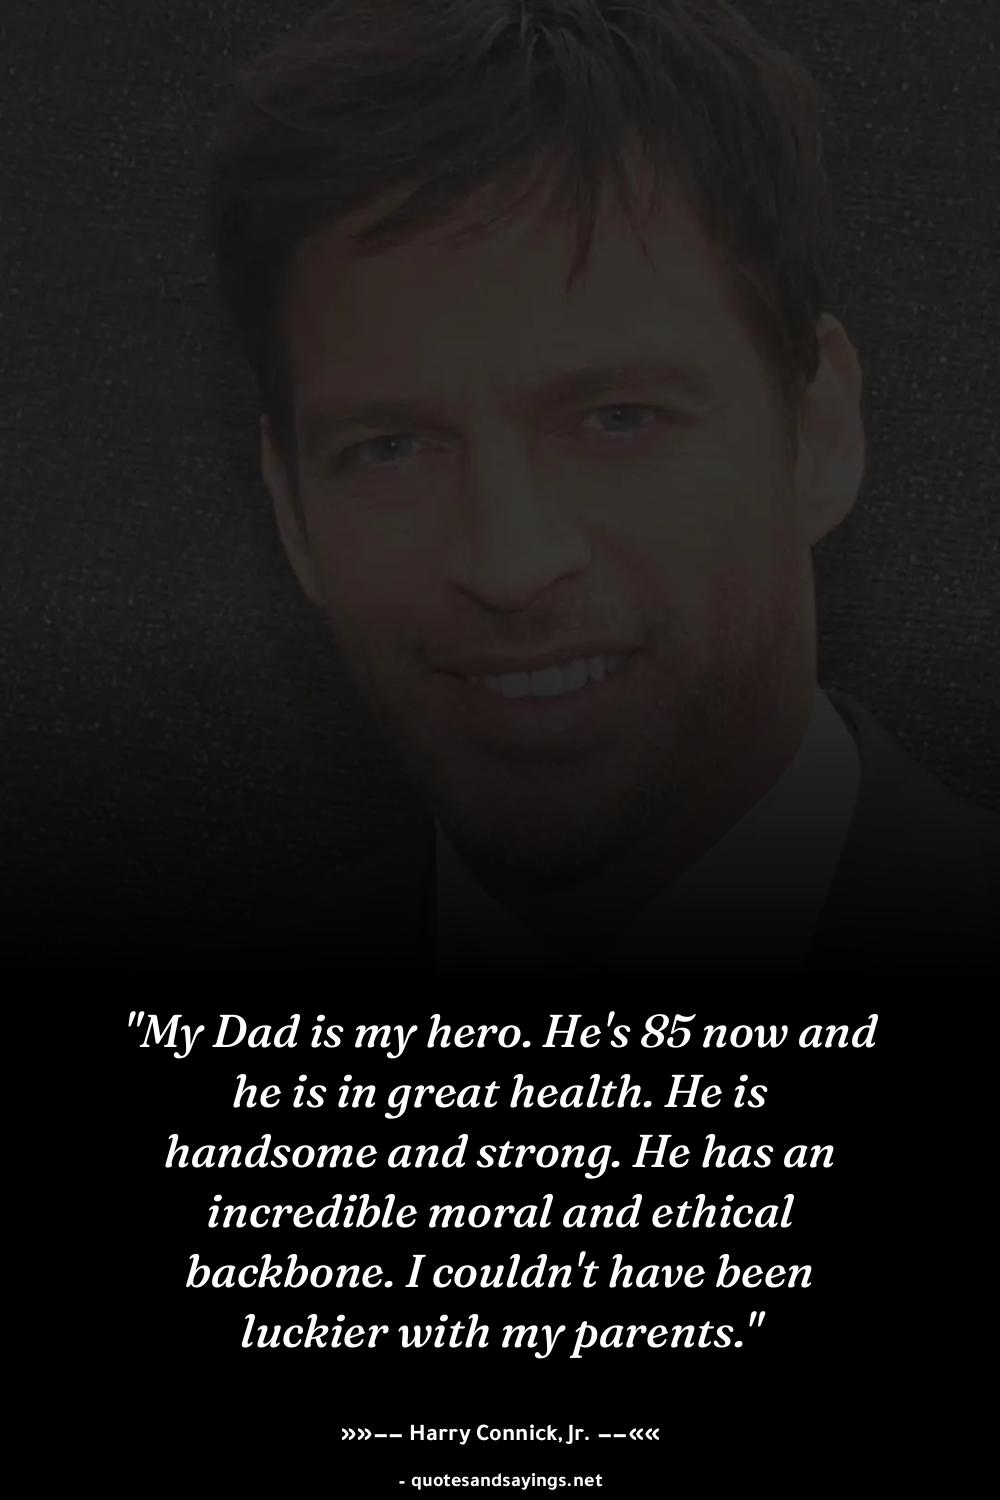 "My Dad is my hero. He's 85 now and
he is in great health. He is
handsome and strong. He has an
incredible moral and ethical
backbone. I couldn't have been
luckier with my parents."
»»–– Harry Connick, Jr. ––««
- quotesandsayings.net